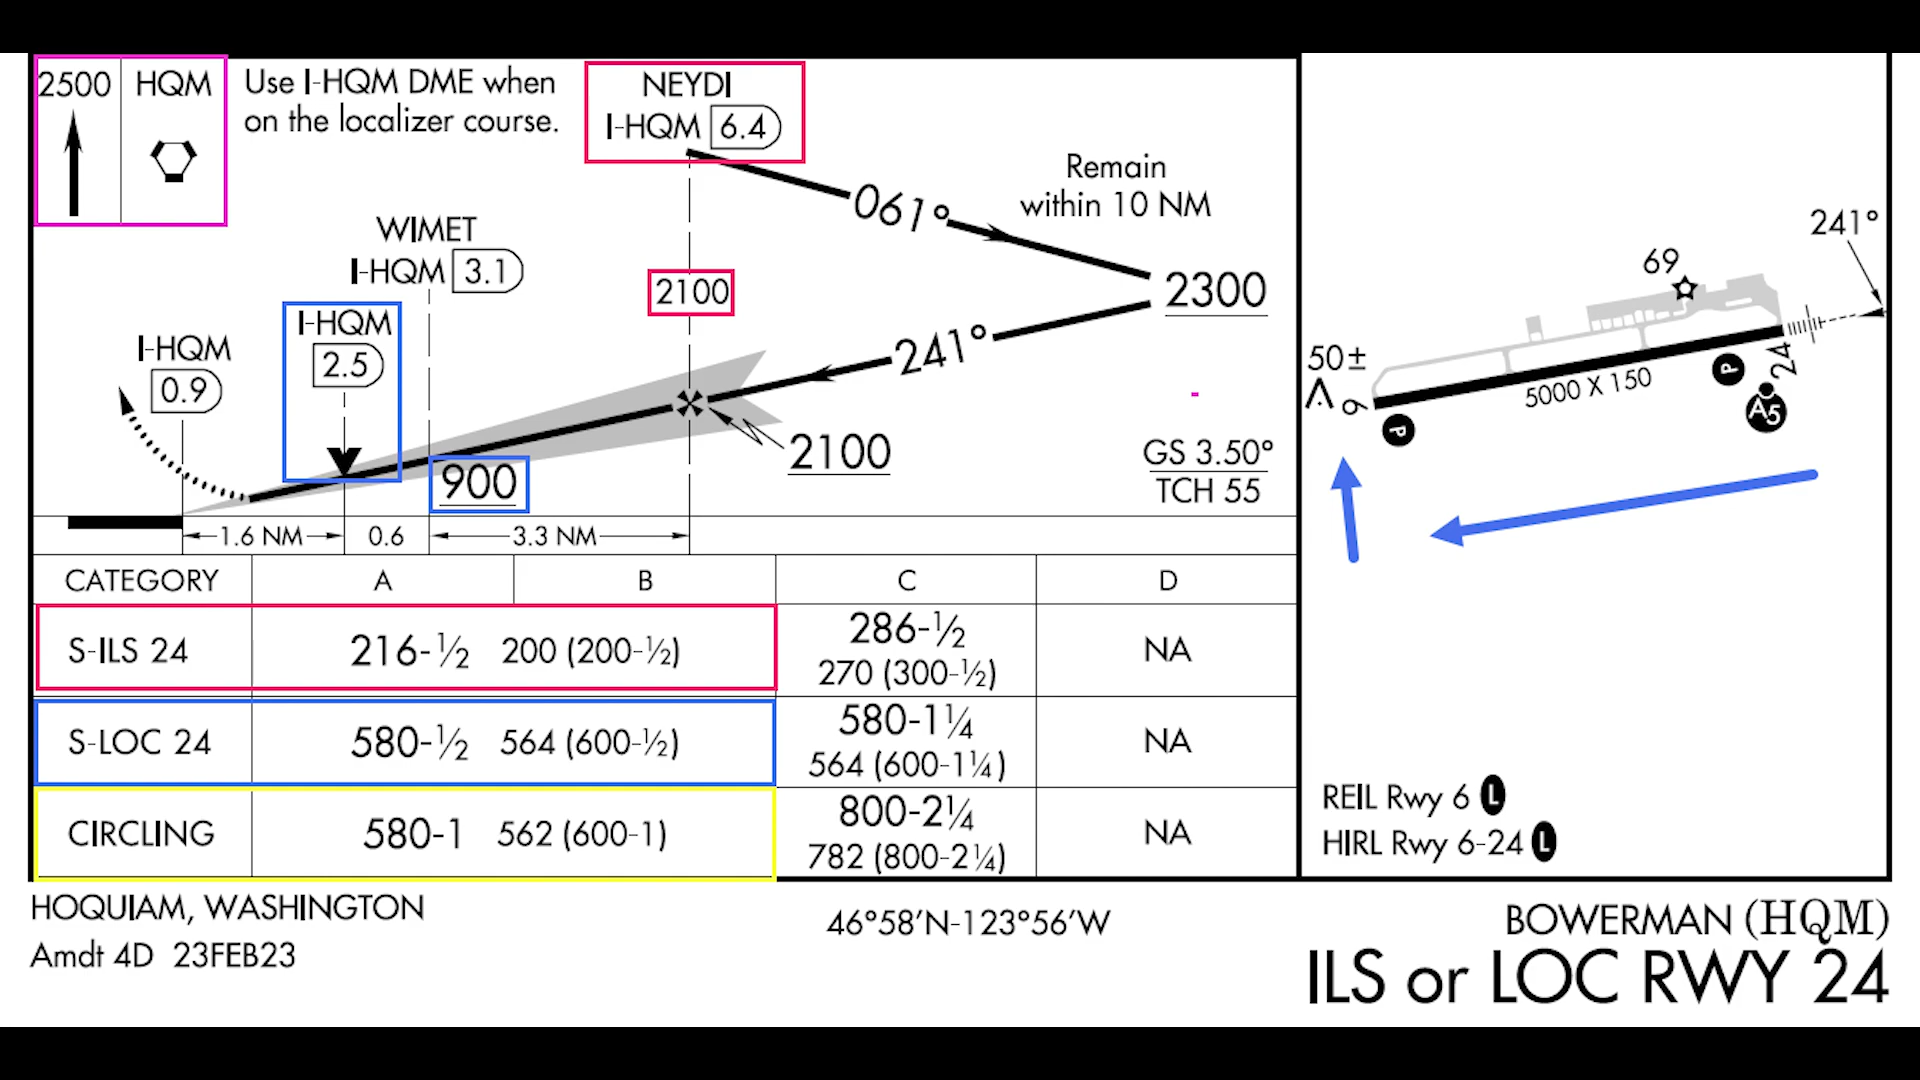 2500 HQM
Use I-HQM DME when
on the localizer course.
NEYDI
I-HQM 6.4
Remain
within 10 NM
061°
WIMET
I-HQM 3.1
2100
2300
I-HQM
2.5
I-HQM
0.9
241°
2100
900
GS 3.50°
TCH 55
1.6 NM 0.6 3.3 NM
CATEGORY A B C D
S-ILS 24 216-½ 200 (200-½) 286-½ 270 (300-½) NA
S-LOC 24 580-½ 564 (600-½) 580-1¼ 564 (600-1¼) NA
CIRCLING 580-1 562 (600-1) 800-2¼ 782 (800-2¼) NA
241°
69
50±
6
5000 X 150
24
P
P
A5
REIL Rwy 6 L
HIRL Rwy 6-24 L
HOQUIAM, WASHINGTON
Amdt 4D 23FEB23
46°58'N-123°56'W
BOWERMAN (HQM)
ILS or LOC RWY 24